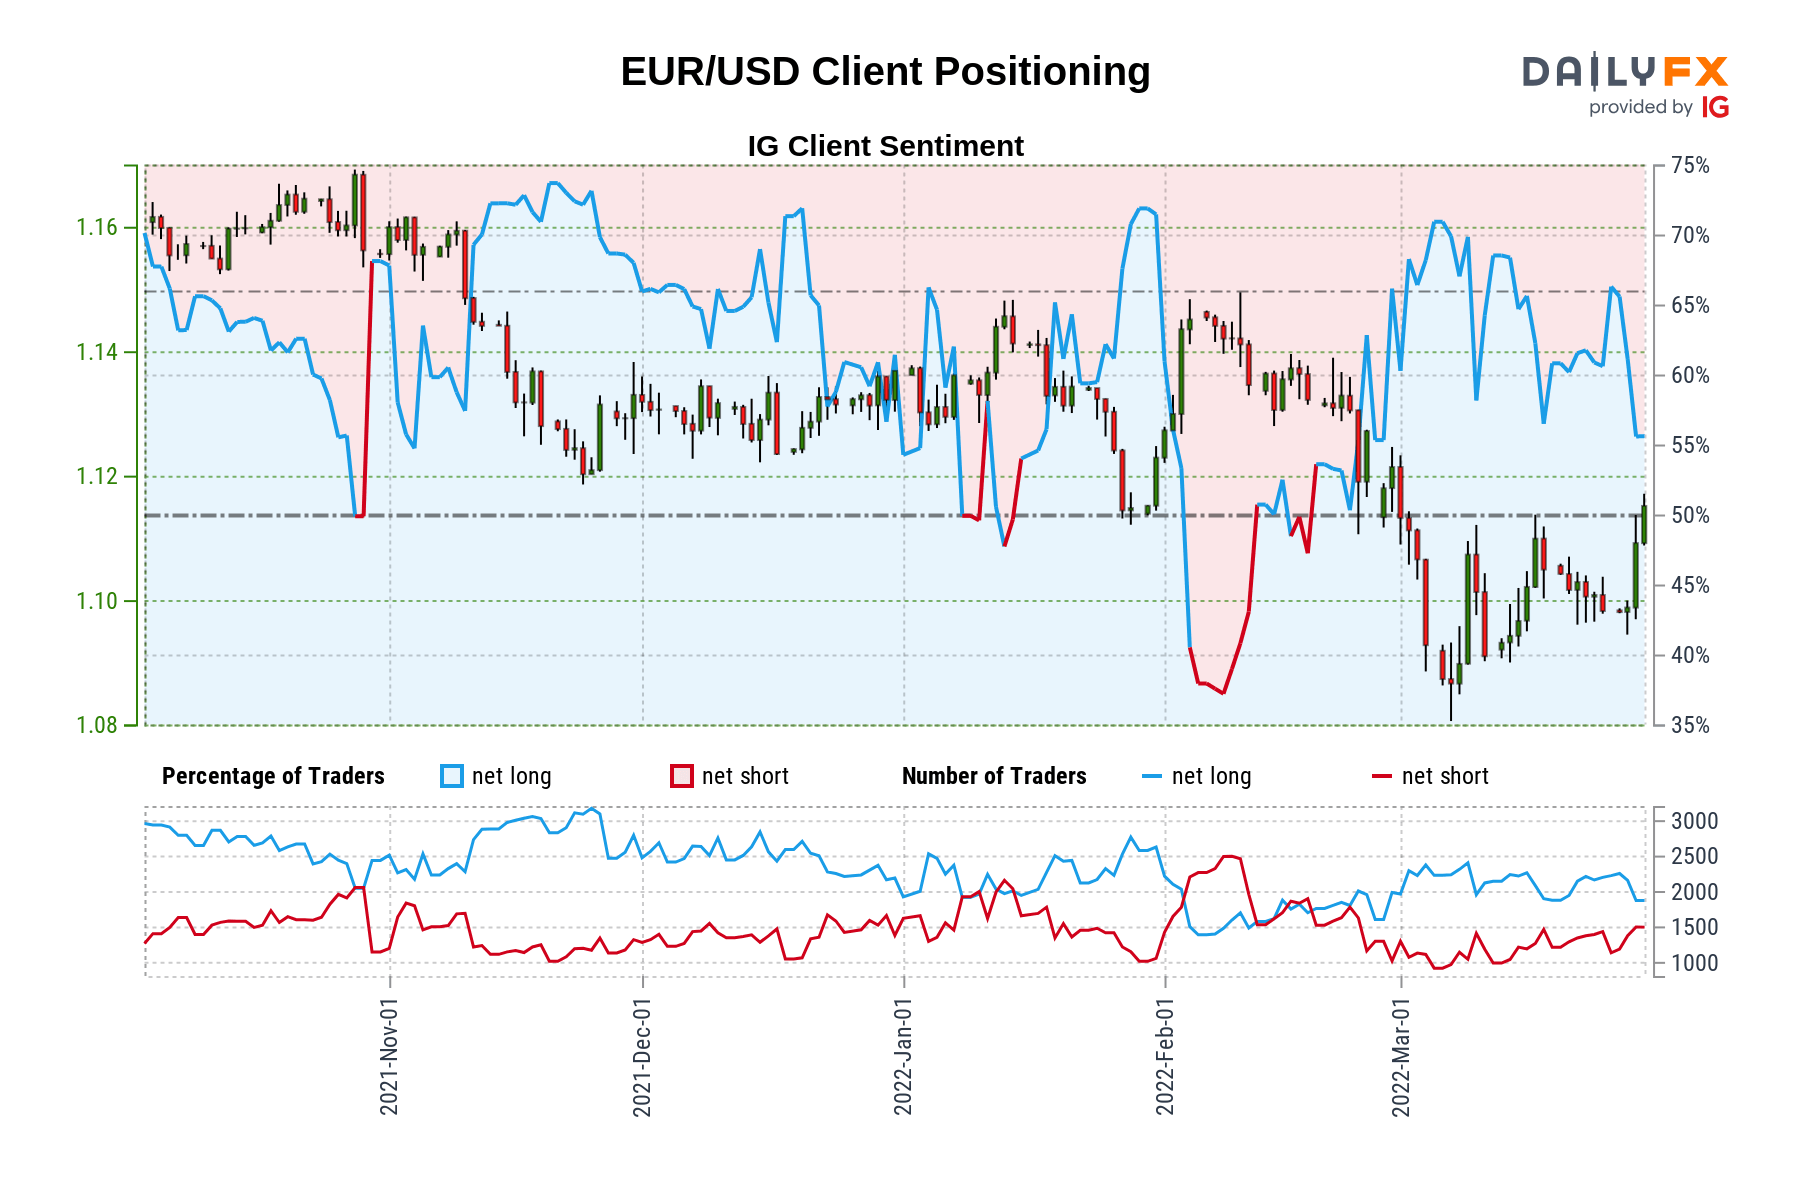 EUR/USD Client Positioning
DAILYFX
provided by IG
IG Client Sentiment
1.16
1.14
1.12
1.10
1.08
75%
70%
65%
60%
55%
50%
45%
40%
35%
Percentage of Traders net long net short Number of Traders net long net short
3000
2500
2000
1500
1000
2021-Nov-01
2021-Dec-01
2022-Jan-01
2022-Feb-01
2022-Mar-01